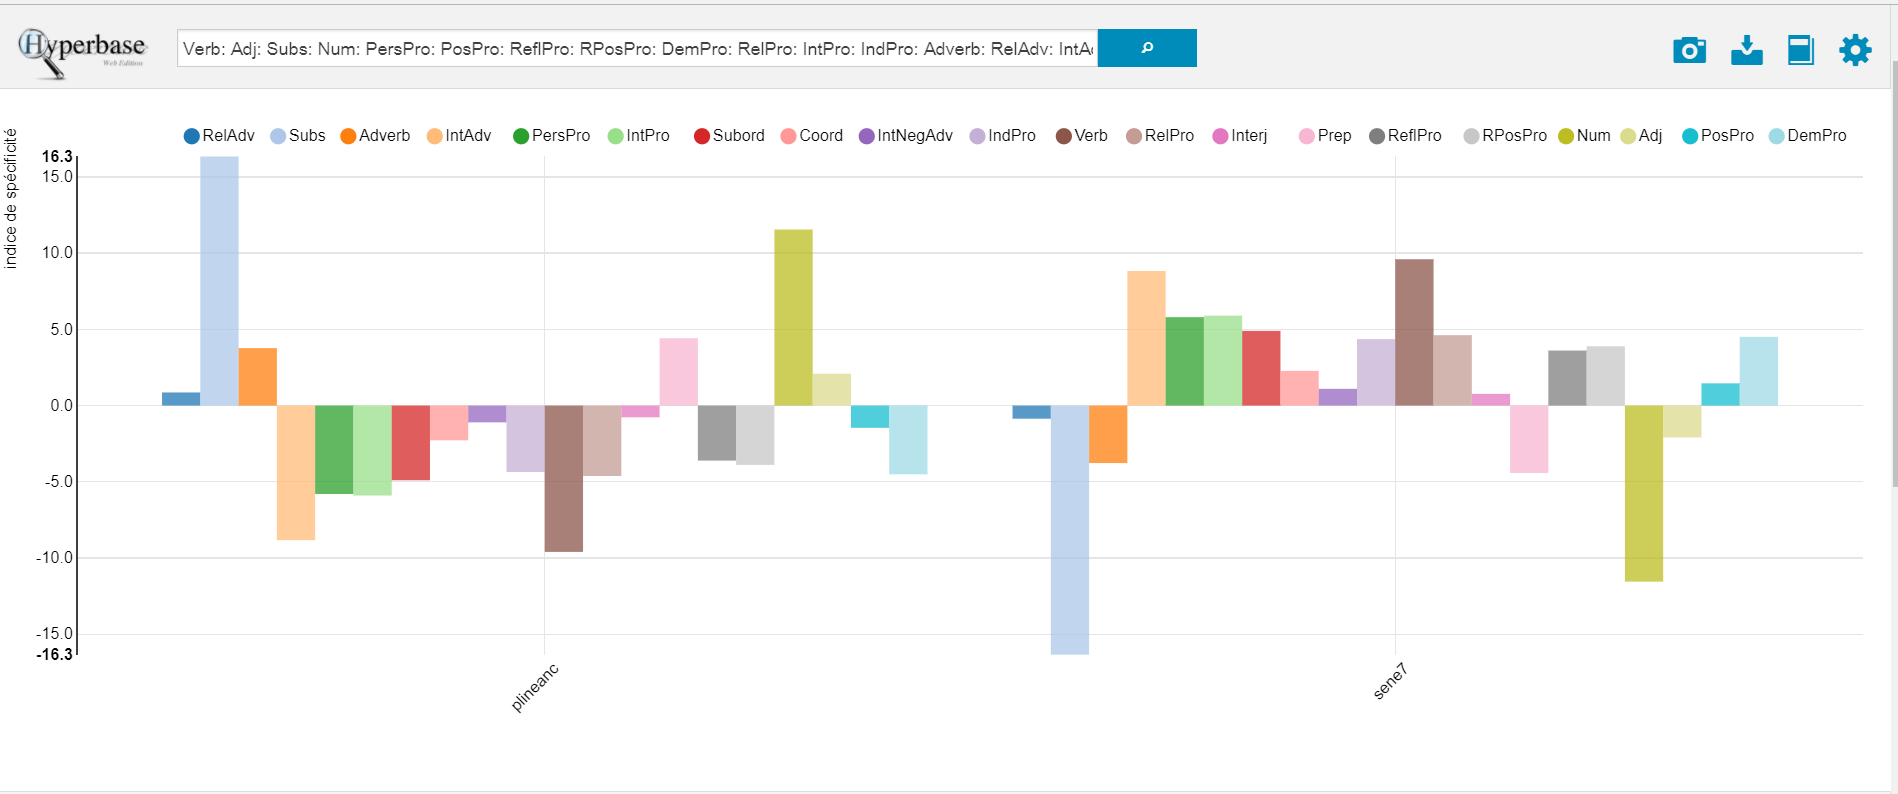 Hyperbase
Web Edition
Verb: Adj: Subs: Num: PersPro: PosPro: ReflPro: RPosPro: DemPro: RelPro: IntPro: IndPro: Adverb: RelAdv: IntAd
RelAdv Subs Adverb IntAdv PersPro IntPro Subord Coord IntNegAdv IndPro Verb RelPro Interj Prep ReflPro RPosPro Num Adj PosPro DemPro
indice de spécificité
16.3
15.0
10.0
5.0
0.0
-5.0
-10.0
-15.0
-16.3
plineanc
sene7